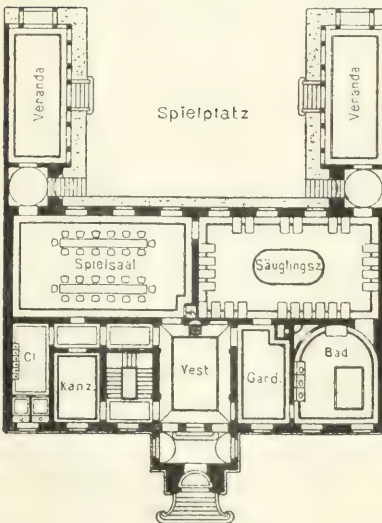 Veranda
Spielplatz
Veranda
Spielsaal
Säuglingsz.
Cl.
Kanz.
Vest
Gard.
Bad